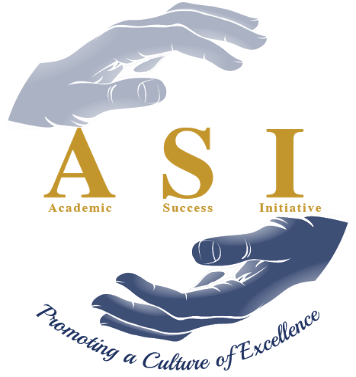 A S I
Academic Success Initiative
Promoting a Culture of Excellence